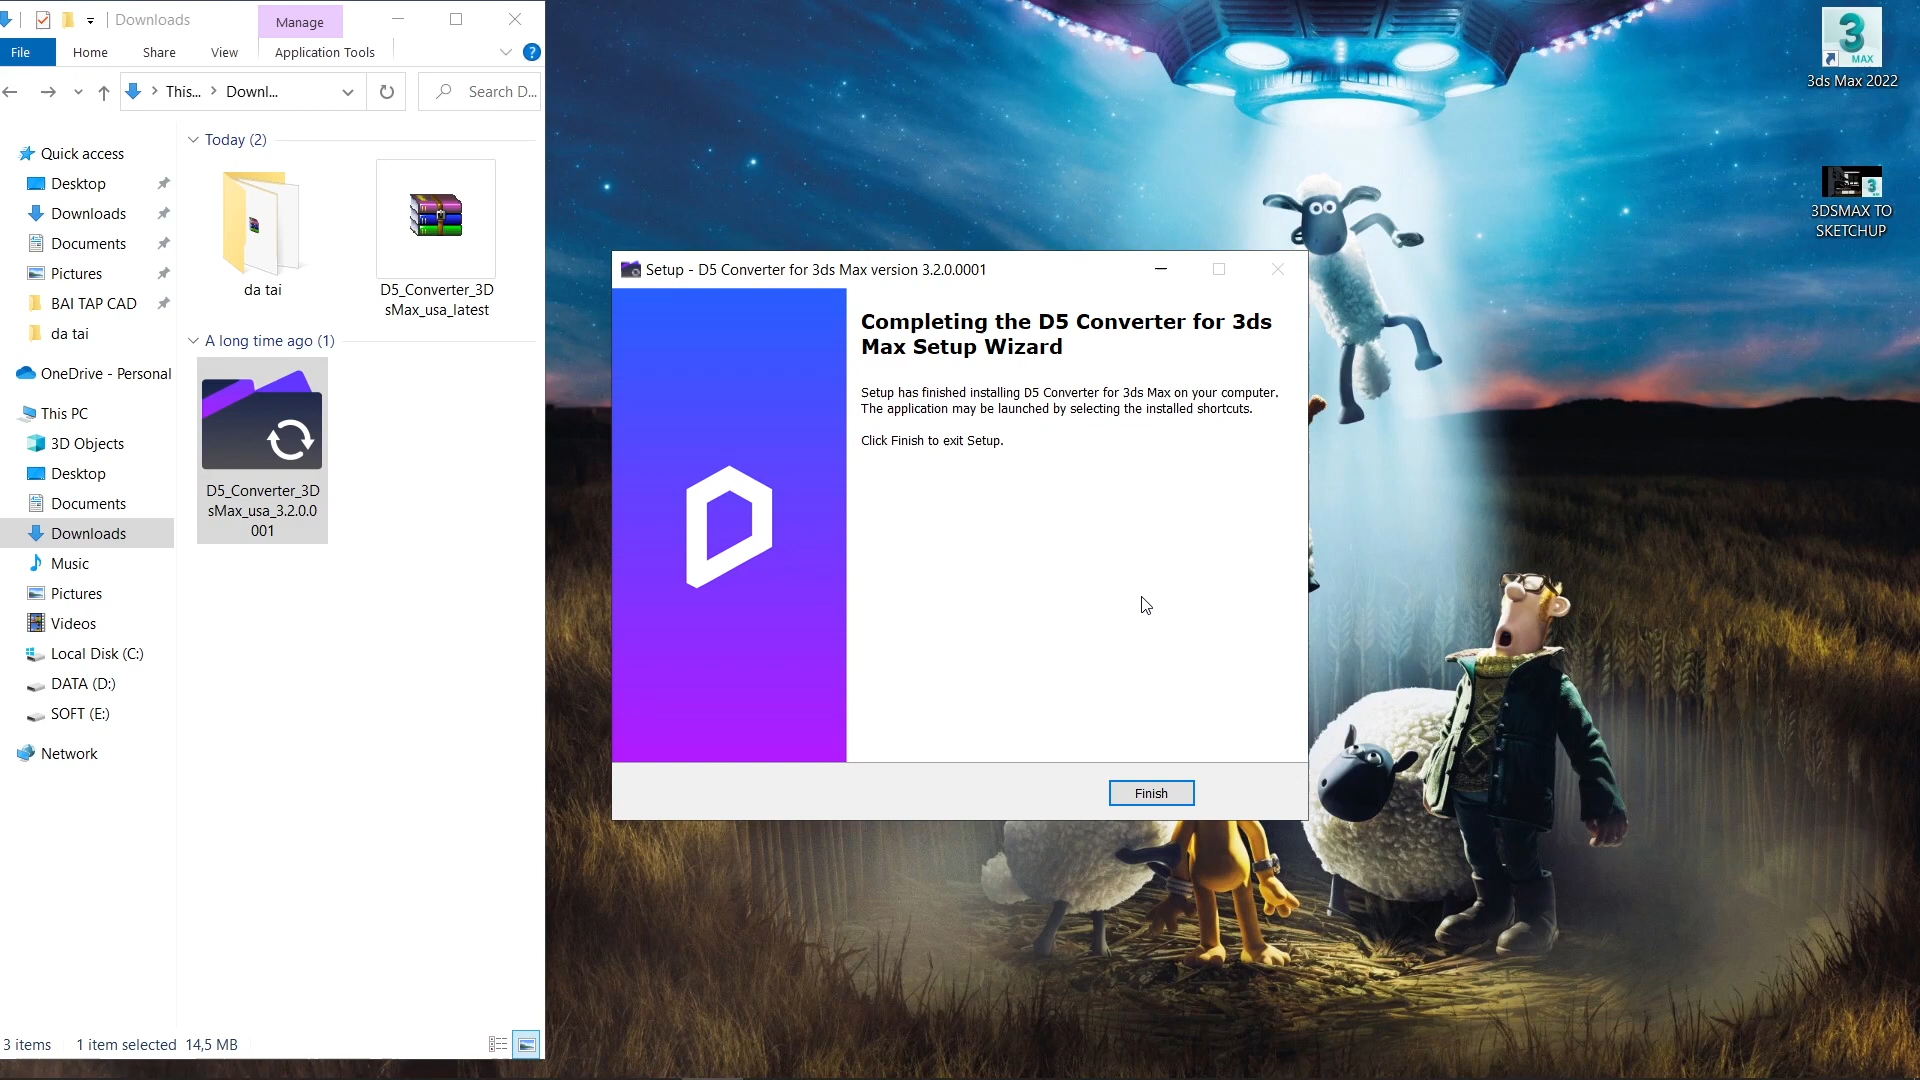 Downloads
Manage
File
Home
Share
View
Application Tools
This...
Downl...
Search D...
Quick access
Desktop
Downloads
Documents
Pictures
BAI TAP CAD
da tai
OneDrive - Personal
This PC
3D Objects
Desktop
Documents
Downloads
Music
Pictures
Videos
Local Disk (C:)
DATA (D:)
SOFT (E:)
Network
Today (2)
da tai
D5_Converter_3D
sMax_usa_latest
A long time ago (1)
D5_Converter_3D
sMax_usa_3.2.0.0
001
3 items
1 item selected
14,5 MB
Setup - D5 Converter for 3ds Max version 3.2.0.0001
Completing the D5 Converter for 3ds
Max Setup Wizard
Setup has finished installing D5 Converter for 3ds Max on your computer.
The application may be launched by selecting the installed shortcuts.
Click Finish to exit Setup.
Finish
3
MAX
3ds Max 2022
3
3DSMAX TO
SKETCHUP